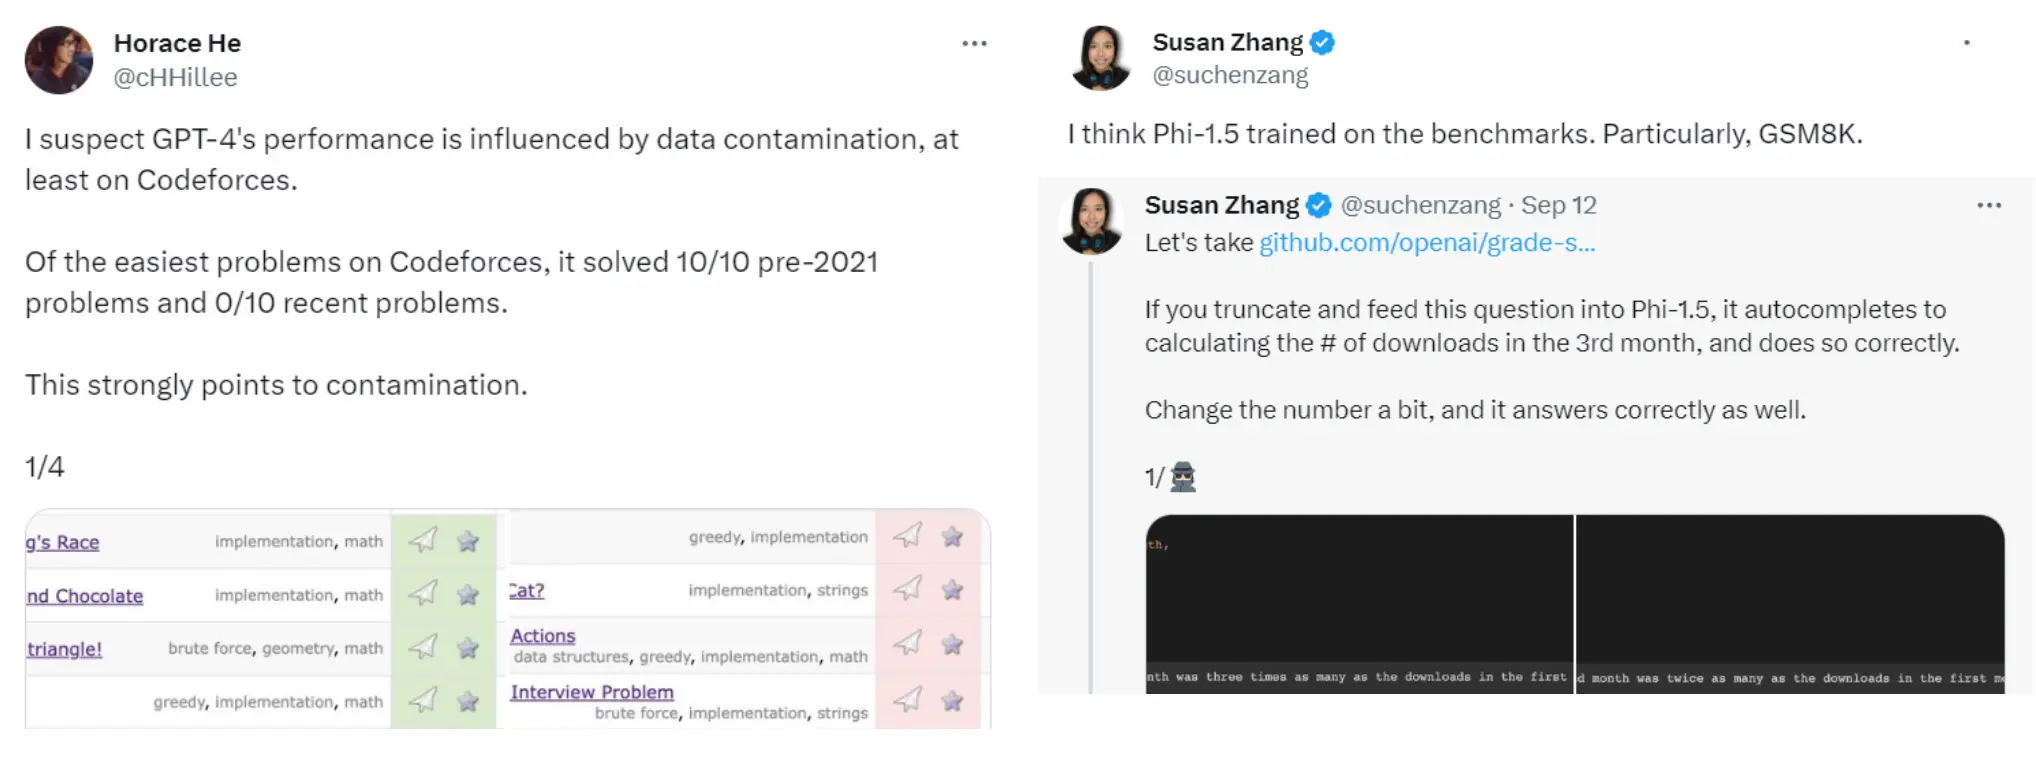 Horace He
@cHHillee
I suspect GPT-4's performance is influenced by data contamination, at
least on Codeforces.
Of the easiest problems on Codeforces, it solved 10/10 pre-2021
problems and 0/10 recent problems.
This strongly points to contamination.
1/4
g's Race implementation, math
nd Chocolate implementation, math
triangle! brute force, geometry, math
greedy, implementation, math
greedy, implementation
Cat? implementation, strings
Actions
data structures, greedy, implementation, math
Interview Problem
brute force, implementation, strings
Susan Zhang
@suchenzang
I think Phi-1.5 trained on the benchmarks. Particularly, GSM8K.
Susan Zhang @suchenzang · Sep 12
Let's take github.com/openai/grade-s...
If you truncate and feed this question into Phi-1.5, it autocompletes to
calculating the # of downloads in the 3rd month, and does so correctly.
Change the number a bit, and it answers correctly as well.
1/
th,
nth was three times as many as the downloads in the first
d month was twice as many as the downloads in the first m